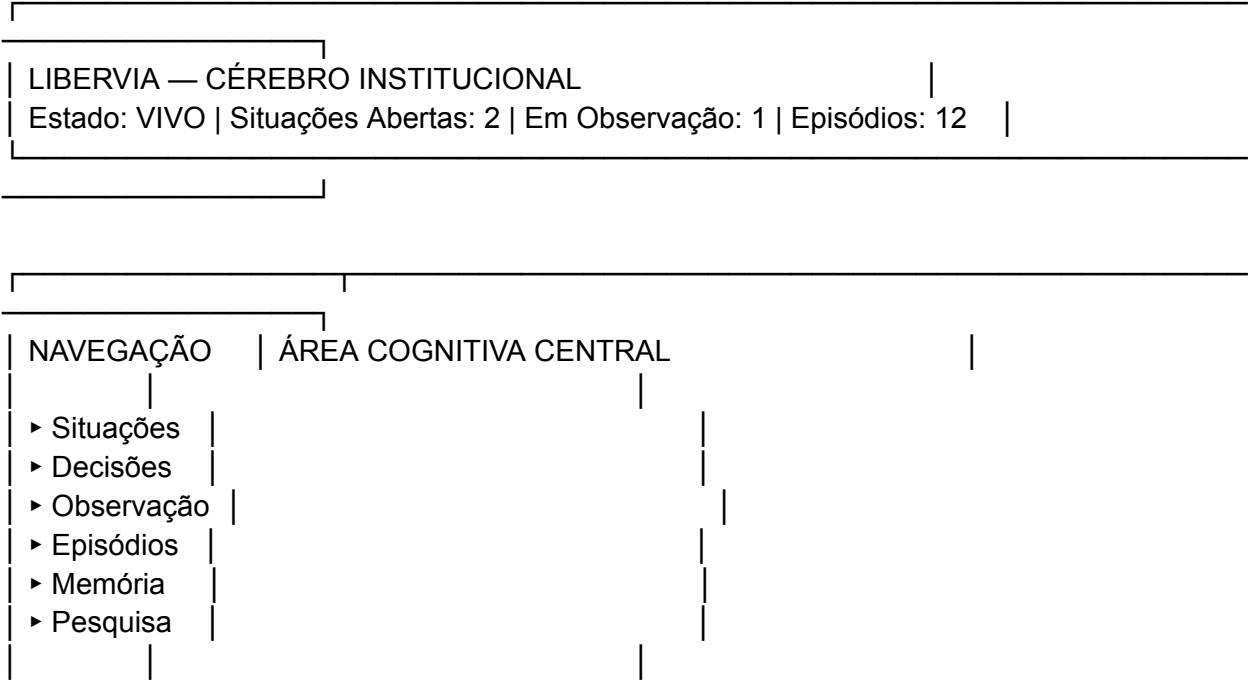 LIBERVIA — CÉREBRO INSTITUCIONAL
Estado: VIVO | Situações Abertas: 2 | Em Observação: 1 | Episódios: 12
NAVEGAÇÃO │ ÁREA COGNITIVA CENTRAL
▸ Situações
▸ Decisões
▸ Observação
▸ Episódios
▸ Memória
▸ Pesquisa